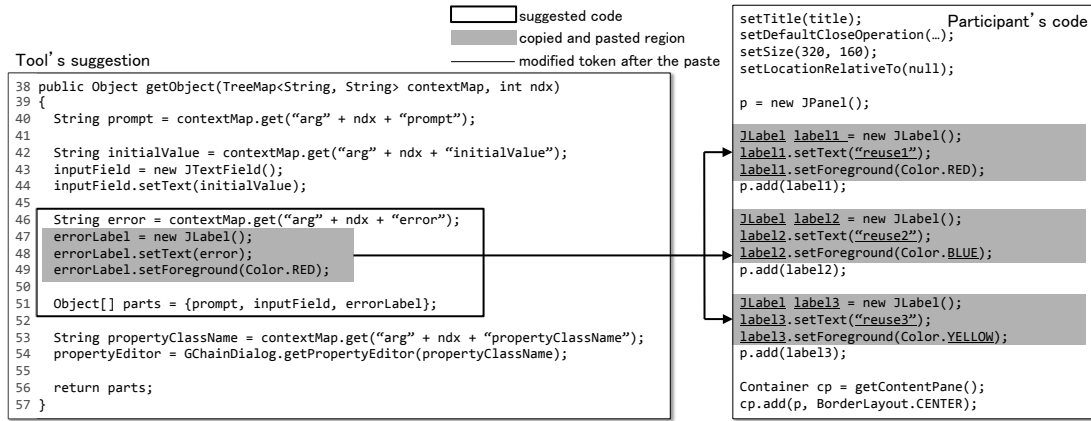 suggested code
copied and pasted region
modified token after the paste
Tool's suggestion
38 public Object getObject(TreeMap<String, String> contextMap, int ndx)
39 {
40   String prompt = contextMap.get(“arg” + ndx + “prompt”);
41
42   String initialValue = contextMap.get(“arg” + ndx + “initialValue”);
43   inputField = new JTextField();
44   inputField.setText(initialValue);
45
46   String error = contextMap.get(“arg” + ndx + “error”);
47   errorLabel = new JLabel();
48   errorLabel.setText(error);
49   errorLabel.setForeground(Color.RED);
50
51   Object[] parts = {prompt, inputField, errorLabel};
52
53   String propertyClassName = contextMap.get(“arg” + ndx + “propertyClassName”);
54   propertyEditor = GChainDialog.getPropertyEditor(propertyClassName);
55
56   return parts;
57 }
Participant's code
setTitle(title);
setDefaultCloseOperation(…);
setSize(320, 160);
setLocationRelativeTo(null);
p = new JPanel();
JLabel label1 = new JLabel();
label1.setText(“reuse1”);
label1.setForeground(Color.RED);
p.add(label1);
JLabel label2 = new JLabel();
label2.setText(“reuse2”);
label2.setForeground(Color.BLUE);
p.add(label2);
JLabel label3 = new JLabel();
label3.setText(“reuse3”);
label3.setForeground(Color.YELLOW);
p.add(label3);
Container cp = getContentPane();
cp.add(p, BorderLayout.CENTER);